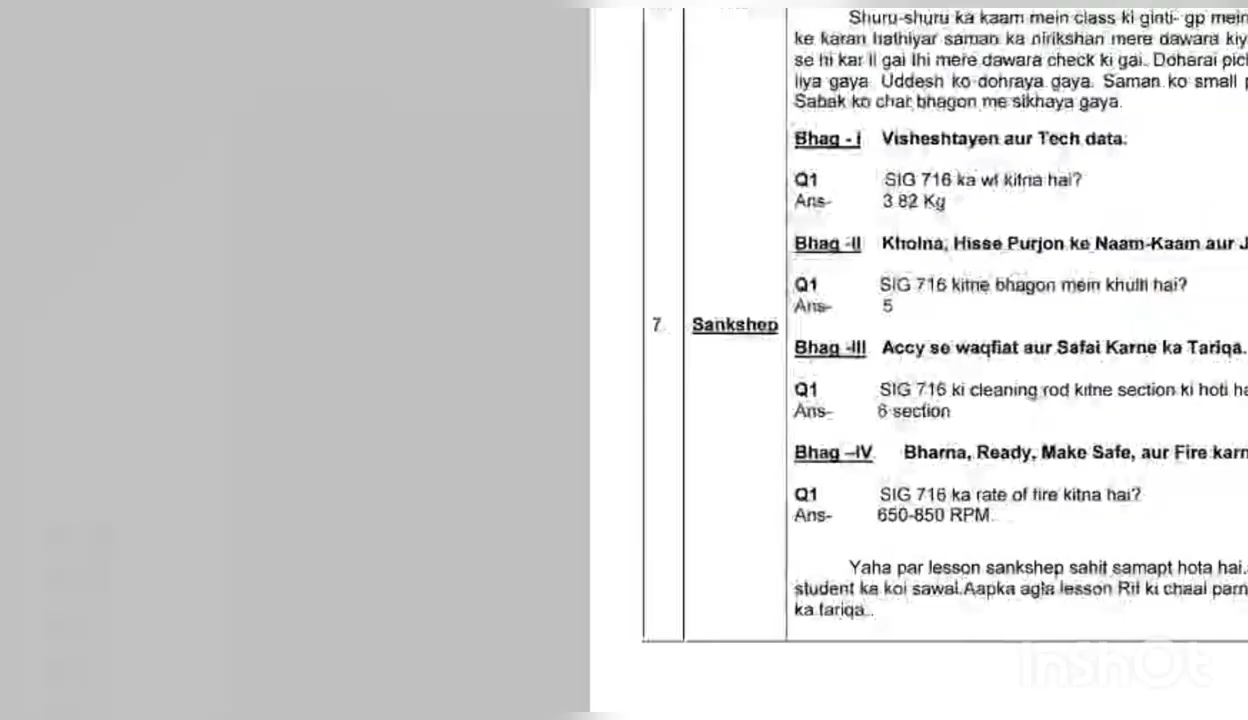 Shuru-shuru ka kaam mein class ki ginti- gp mein
ke karan hathiyar saman ka nirikshan mere dawara kiy
se hi kar li gai thi mere dawara check ki gai. Doharai pic
liya gaya. Uddesh ko dohraya gaya. Saman ko small p
Sabak ko char bhagon me sikhaya gaya.
Bhag - I Visheshtayen aur Tech data.
Q1 SIG 716 ka wt kitna hai?
Ans- 3.82 Kg
Bhag -II Kholna, Hisse Purjon ke Naam-Kaam aur J
Q1 SIG 716 kitne bhagon mein khulti hai?
Ans- 5
7. Sankshep
Bhag -III Accy se waqfiat aur Safai Karne ka Tariqa.
Q1 SIG 716 ki cleaning rod kitne section ki hoti ha
Ans- 6 section
Bhag –IV Bharna, Ready, Make Safe, aur Fire karn
Q1 SIG 716 ka rate of fire kitna hai?
Ans- 650-850 RPM.
Yaha par lesson sankshep sahit samapt hota hai.
student ka koi sawal.Aapka agla lesson Rif ki chaal parn
ka tariqa..
InShOt